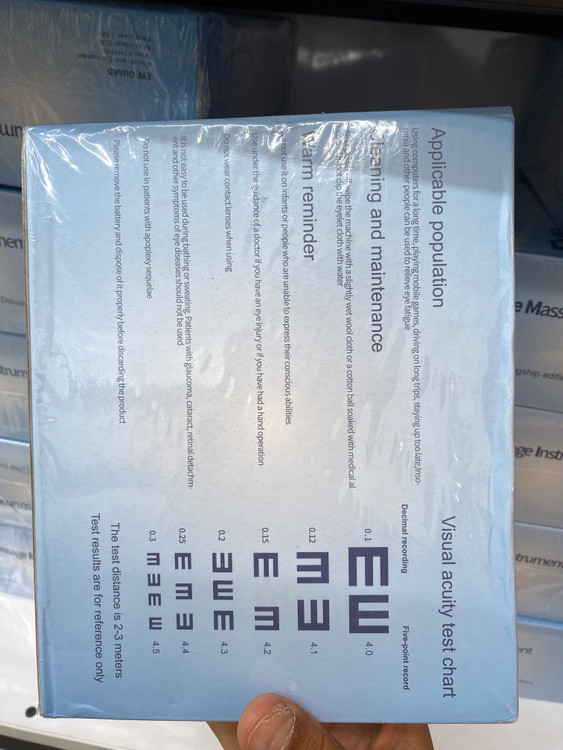 Applicable population
Using computers for a long time, playing mobile games, driving on long trips, staying up too late,Inso-
mnia and other people can be used to relieve eye fatigue
Cleaning and maintenance
wipe the machine with a slightly wet wool cloth or a cotton ball soaked with medical al
not dip the eyelet cloth with water
Warm reminder
not use it on infants or people who are unable to express their conscious abilities
Use under the guidance of a doctor if you have an eye injury or if you have had a hand operation
Do not wear contact lenses when using
It is not easy to be used during bathing or sweating. Patients with glaucoma, cataract, retinal detachm-
ent and other symptoms of eye diseases should not be used
Do not use in patients with apoplexy sequelae
Please remove the battery and dispose of it properly before discarding the product
Visual acuity test chart
Decimal recording Five-point record
0.1 E E 4.0
0.12 E E 4.1
0.15 E E 4.2
0.2 E E E 4.3
0.25 E E E 4.4
0.3 E E E E 4.5
The test distance is 2-3 meters
Test results are for reference only
EYE GUARD
e Mass
ge Instr
trument